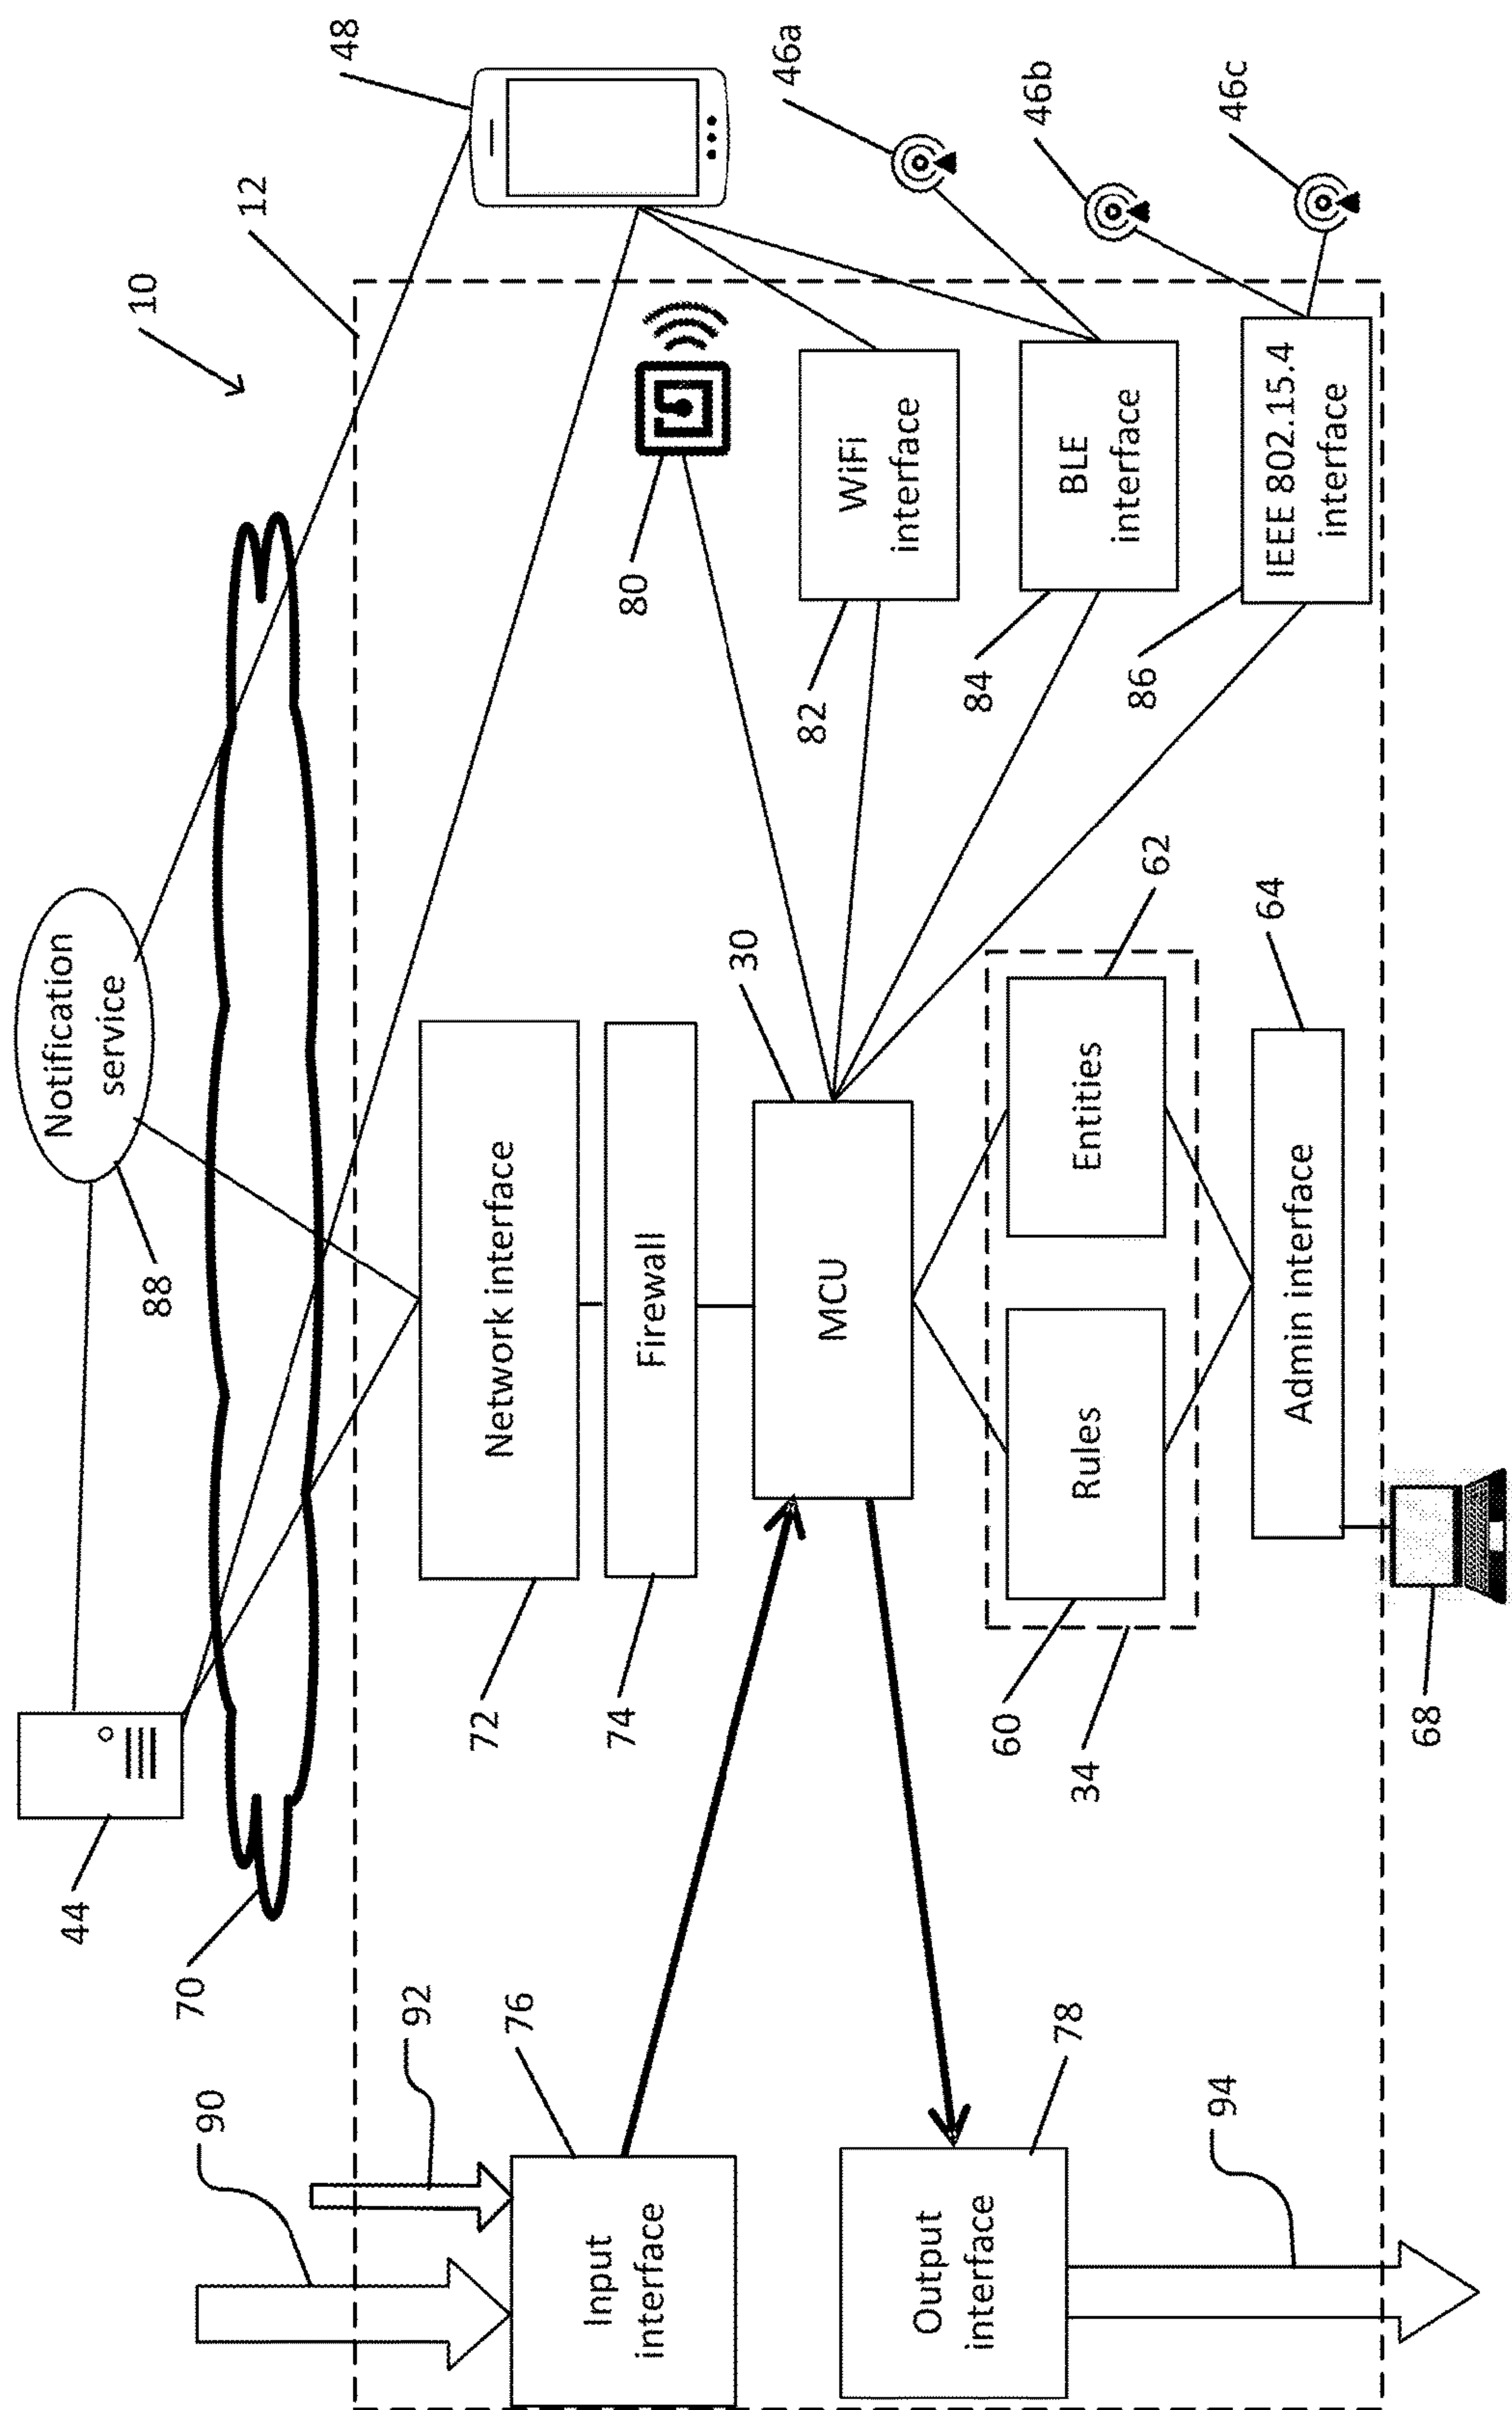 10
12
48
46a
46b
46c
Notification
service
88
44
70
90
92
Network interface
72
Firewall
74
MCU
30
76
Input
interface
Output
interface
78
94
80
WiFi
interface
82
BLE
interface
84
IEEE 802.15.4
interface
86
Rules
60
Entities
62
34
Admin interface
64
68